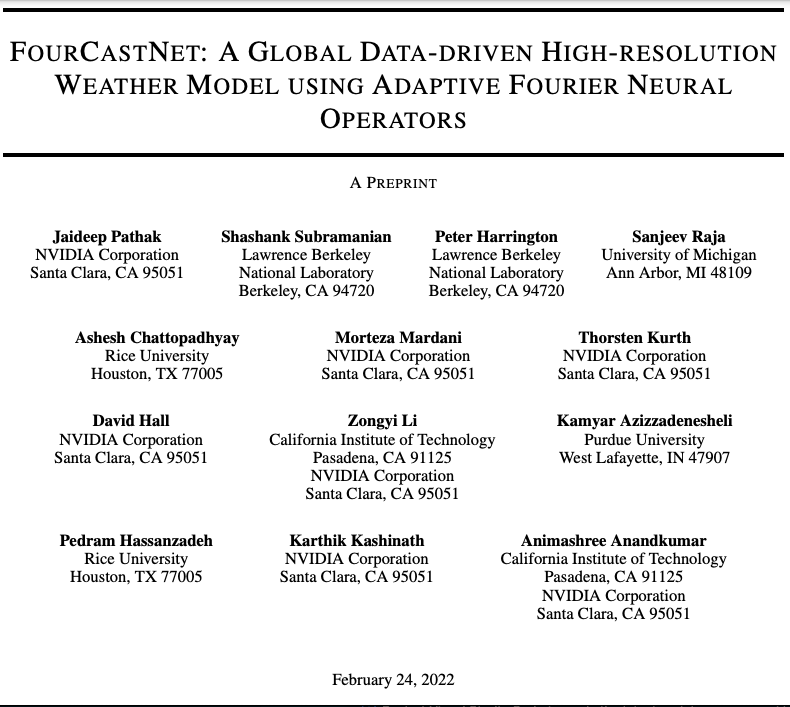 FOURCASTNET: A GLOBAL DATA-DRIVEN HIGH-RESOLUTION
WEATHER MODEL USING ADAPTIVE FOURIER NEURAL
OPERATORS
A PREPRINT
Jaideep Pathak
NVIDIA Corporation
Santa Clara, CA 95051
Shashank Subramanian
Lawrence Berkeley
National Laboratory
Berkeley, CA 94720
Peter Harrington
Lawrence Berkeley
National Laboratory
Berkeley, CA 94720
Sanjeev Raja
University of Michigan
Ann Arbor, MI 48109
Ashesh Chattopadhyay
Rice University
Houston, TX 77005
Morteza Mardani
NVIDIA Corporation
Santa Clara, CA 95051
Thorsten Kurth
NVIDIA Corporation
Santa Clara, CA 95051
David Hall
NVIDIA Corporation
Santa Clara, CA 95051
Zongyi Li
California Institute of Technology
Pasadena, CA 91125
NVIDIA Corporation
Santa Clara, CA 95051
Kamyar Azizzadenesheli
Purdue University
West Lafayette, IN 47907
Pedram Hassanzadeh
Rice University
Houston, TX 77005
Karthik Kashinath
NVIDIA Corporation
Santa Clara, CA 95051
Animashree Anandkumar
California Institute of Technology
Pasadena, CA 91125
NVIDIA Corporation
Santa Clara, CA 95051
February 24, 2022